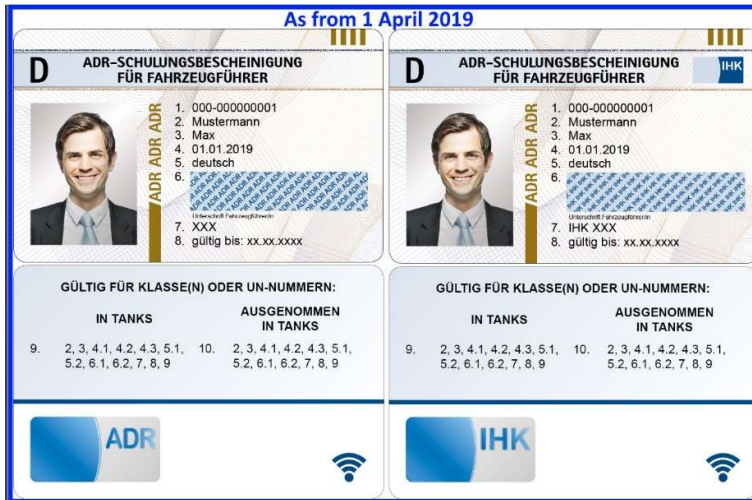 As from 1 April 2019
D
ADR-SCHULUNGSBESCHEINIGUNG
FÜR FAHRZEUGFÜHRER
ADR ADR ADR
1. 000-000000001
2. Mustermann
3. Max
4. 01.01.2019
5. deutsch
6.
Unterschrift Fahrzeugführer/in
7. XXX
8. gültig bis: xx.xx.xxxx
D
ADR-SCHULUNGSBESCHEINIGUNG
FÜR FAHRZEUGFÜHRER
IHK
ADR ADR ADR
1. 000-000000001
2. Mustermann
3. Max
4. 01.01.2019
5. deutsch
6.
Unterschrift Fahrzeugführer/in
7. IHK XXX
8. gültig bis: xx.xx.xxxx
GÜLTIG FÜR KLASSE(N) ODER UN-NUMMERN:
IN TANKS
AUSGENOMMEN
IN TANKS
9. 2, 3, 4.1, 4.2, 4.3, 5.1,
5.2, 6.1, 6.2, 7, 8, 9
10. 2, 3, 4.1, 4.2, 4.3, 5.1,
5.2, 6.1, 6.2, 7, 8, 9
ADR
GÜLTIG FÜR KLASSE(N) ODER UN-NUMMERN:
IN TANKS
AUSGENOMMEN
IN TANKS
9. 2, 3, 4.1, 4.2, 4.3, 5.1,
5.2, 6.1, 6.2, 7, 8, 9
10. 2, 3, 4.1, 4.2, 4.3, 5.1,
5.2, 6.1, 6.2, 7, 8, 9
IHK